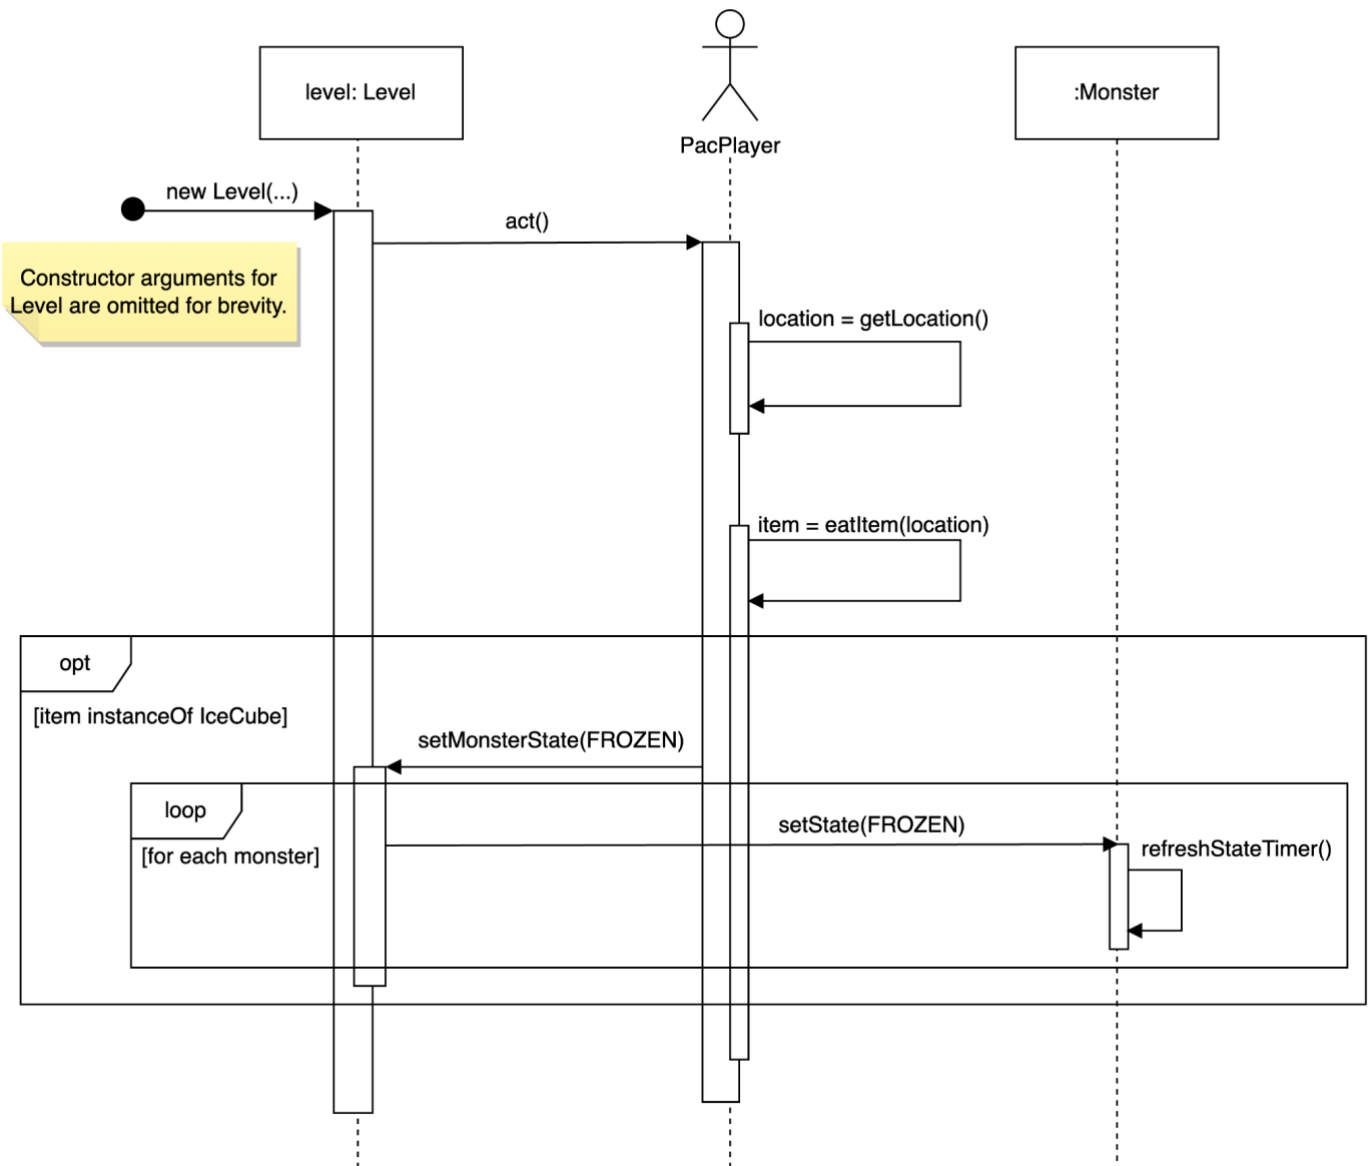 level: Level
PacPlayer
:Monster
new Level(...)
act()
Constructor arguments for
Level are omitted for brevity.
location = getLocation()
item = eatItem(location)
opt
[item instanceOf IceCube]
setMonsterState(FROZEN)
loop
[for each monster]
setState(FROZEN)
refreshStateTimer()